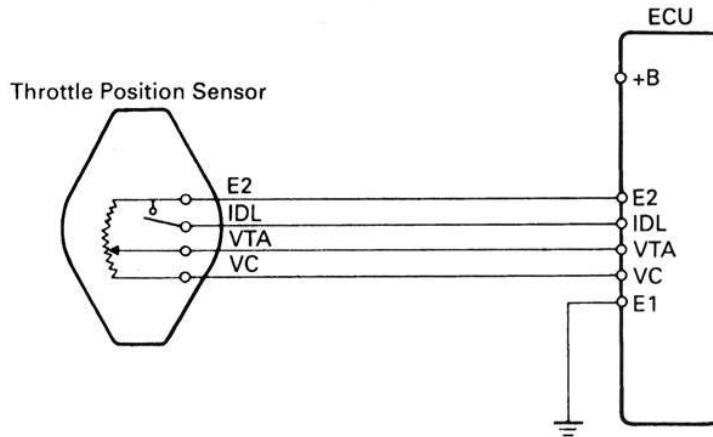 ECU
+B
Throttle Position Sensor
E2
IDL
VTA
VC
E2
IDL
VTA
VC
E1